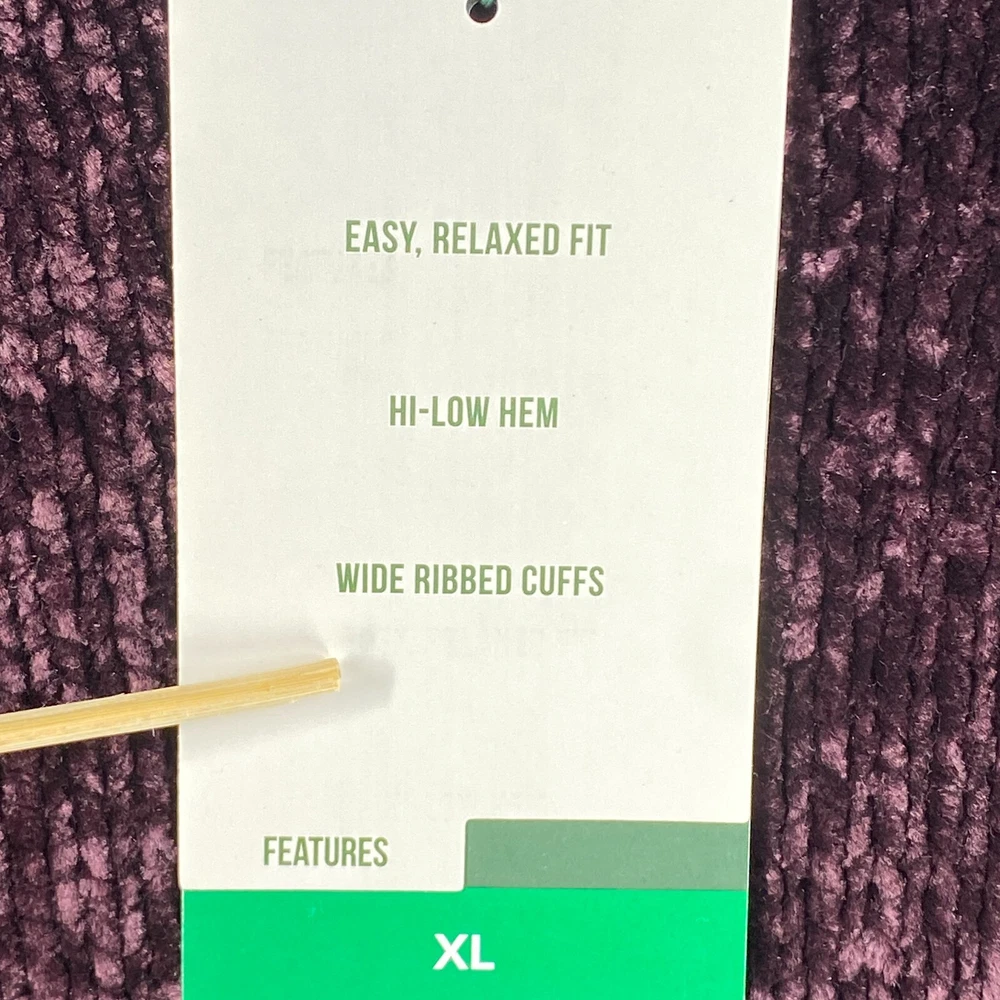 EASY, RELAXED FIT
HI-LOW HEM
WIDE RIBBED CUFFS
FEATURES
XL